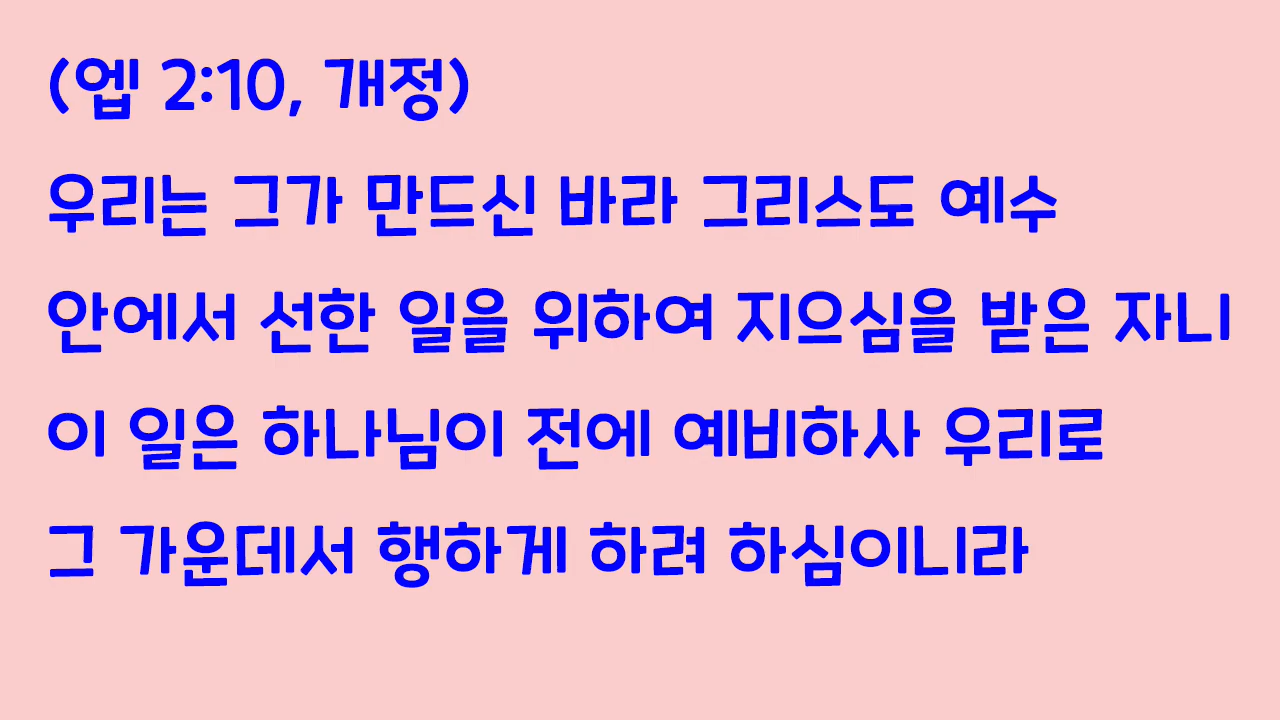 (엡 2:10, 개정)
우리는 그가 만드신 바라 그리스도 예수
안에서 선한 일을 위하여 지으심을 받은 자니
이 일은 하나님이 전에 예비하사 우리로
그 가운데서 행하게 하려 하심이니라